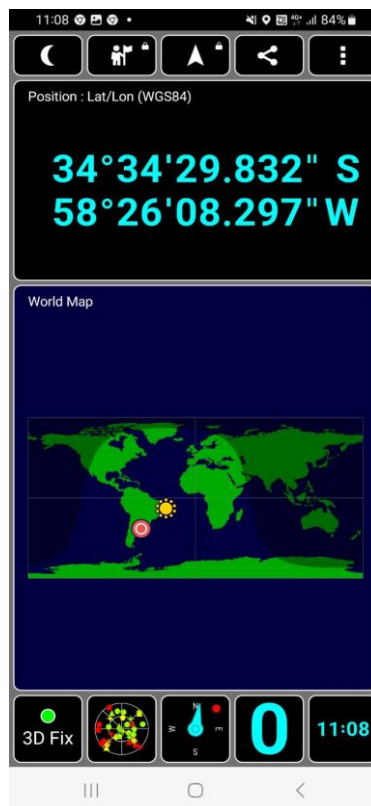 11:08 84%
Position : Lat/Lon (WGS84)
34°34'29.832" S
58°26'08.297" W
World Map
3D Fix
N
W E
S
0
11:08